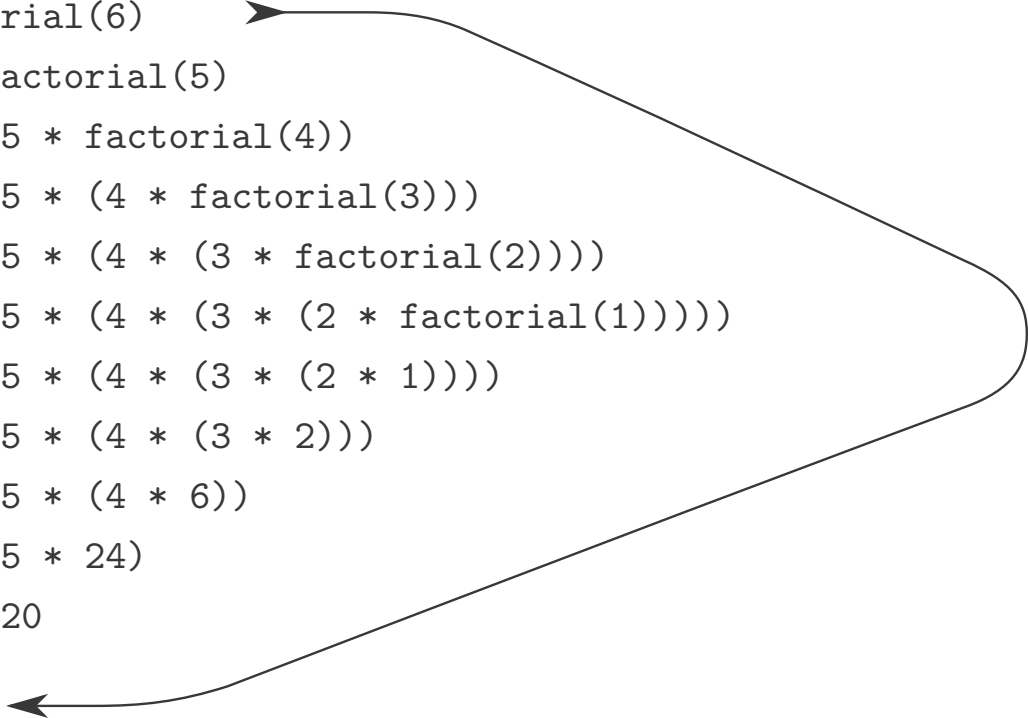 rial(6)
actorial(5)
5 * factorial(4))
5 * (4 * factorial(3)))
5 * (4 * (3 * factorial(2))))
5 * (4 * (3 * (2 * factorial(1)))))
5 * (4 * (3 * (2 * 1))))
5 * (4 * (3 * 2)))
5 * (4 * 6))
5 * 24)
20